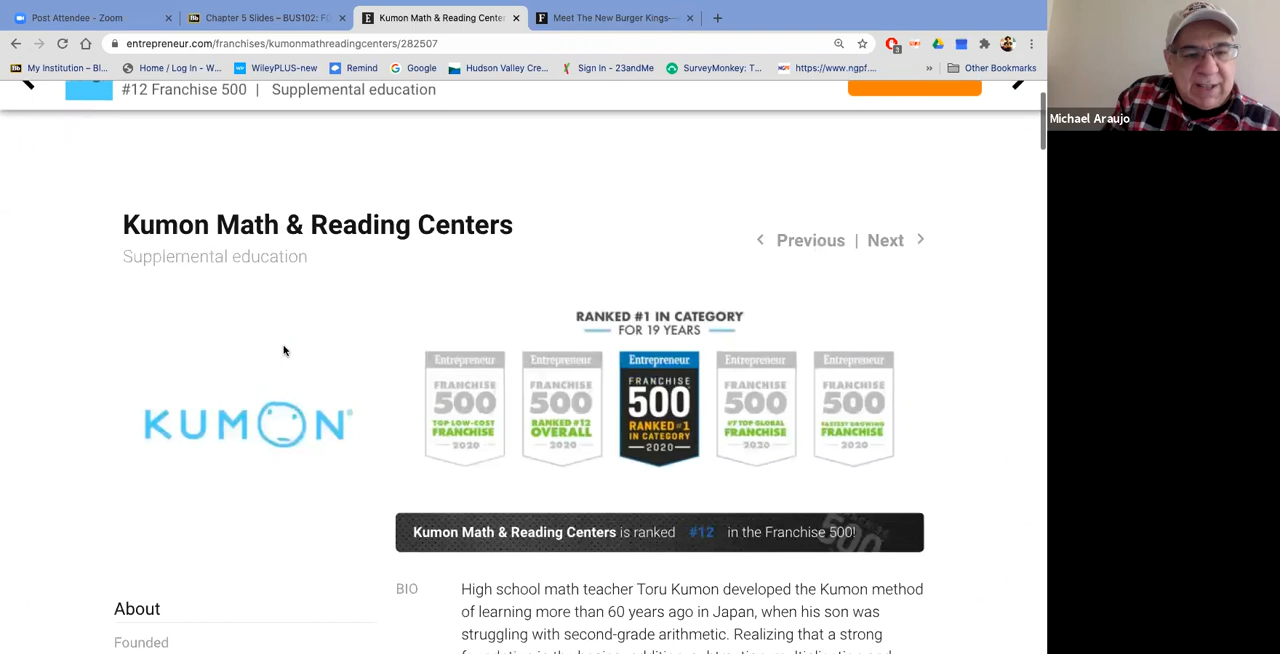 Post Attendee - Zoom
Chapter 5 Slides – BUS102: FO
Kumon Math & Reading Center
Meet The New Burger Kings—
entrepreneur.com/franchises/kumonmathreadingcenters/282507
3
My Institution – Bl...
Home / Log In - W...
WileyPLUS-new
Remind
Google
Hudson Valley Cre...
Sign In - 23andMe
SurveyMonkey: T...
https://www.ngpf....
»
Other Bookmarks
Michael Araujo
#12 Franchise 500 | Supplemental education
Kumon Math & Reading Centers
Supplemental education
Previous | Next
RANKED #1 IN CATEGORY
FOR 19 YEARS
Entrepreneur
FRANCHISE
500
TOP LOW-COST
FRANCHISE
2020
Entrepreneur
FRANCHISE
500
RANKED #12
OVERALL
2020
Entrepreneur
FRANCHISE
500
RANKED #1
IN CATEGORY
2020
Entrepreneur
FRANCHISE
500
#7 TOP GLOBAL
FRANCHISE
2020
Entrepreneur
FRANCHISE
500
FASTEST GROWING
FRANCHISE
2020
KUMON®
Kumon Math & Reading Centers is ranked #12 in the Franchise 500!
500
BIO
High school math teacher Toru Kumon developed the Kumon method
of learning more than 60 years ago in Japan, when his son was
struggling with second-grade arithmetic. Realizing that a strong
About
Founded